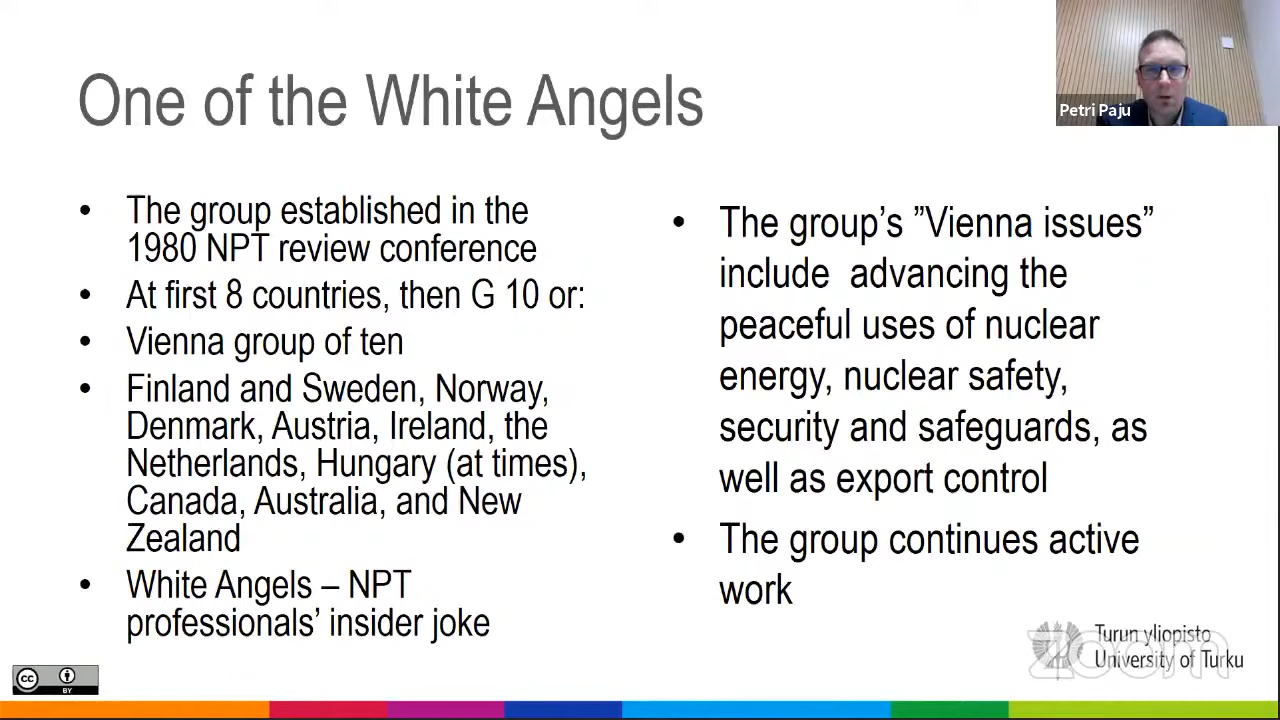 One of the White Angels
Petri Paju
• The group established in the
1980 NPT review conference
• At first 8 countries, then G 10 or:
• Vienna group of ten
• Finland and Sweden, Norway,
Denmark, Austria, Ireland, the
Netherlands, Hungary (at times),
Canada, Australia, and New
Zealand
• White Angels – NPT
professionals’ insider joke
• The group’s ”Vienna issues”
include advancing the
peaceful uses of nuclear
energy, nuclear safety,
security and safeguards, as
well as export control
• The group continues active
work
Turun yliopisto
University of Turku
zoom
cc
BY